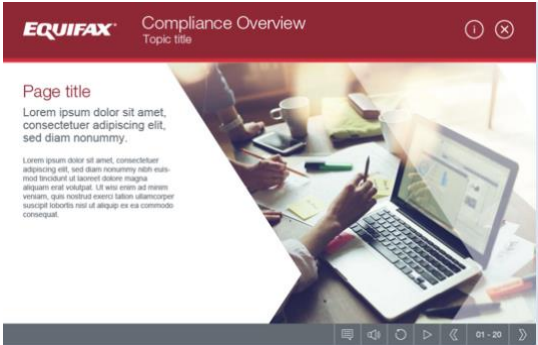 EQUIFAX
Compliance Overview
Topic title
Page title
Lorem ipsum dolor sit amet,
consectetuer adipiscing elit,
sed diam nonummy.
Lorem ipsum dolor sit amet, consectetuer
adipiscing elit, sed diam nonummy nibh euis-
mod tincidunt ut laoreet dolore magna
aliquam erat volutpat. Ut wisi enim ad minim
veniam, quis nostrud exerci tation ullamcorper
suscipit lobortis nisl ut aliquip ex ea commodo
consequat.
01 - 20